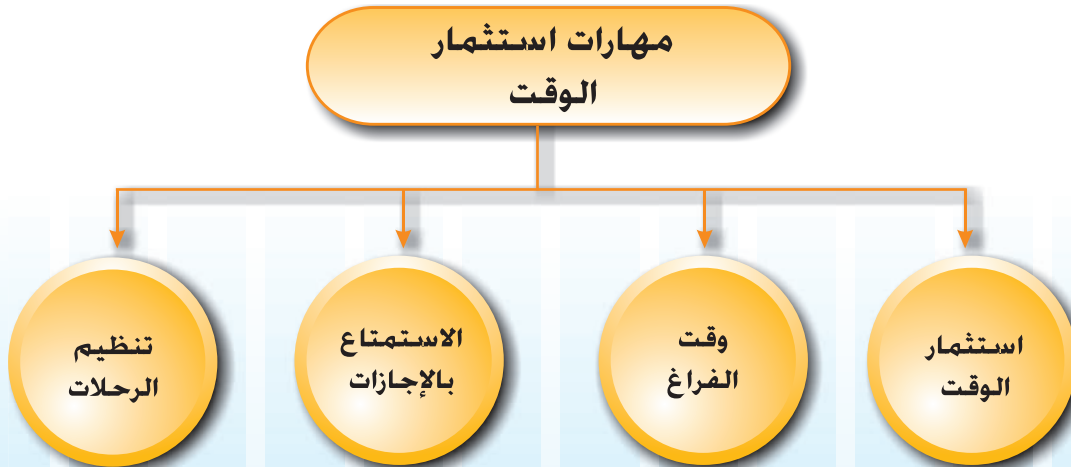 مهارات استثمار
الوقت
استثمار
الوقت
وقت
الفراغ
الاستمتاع
بالإجازات
تنظيم
الرحلات